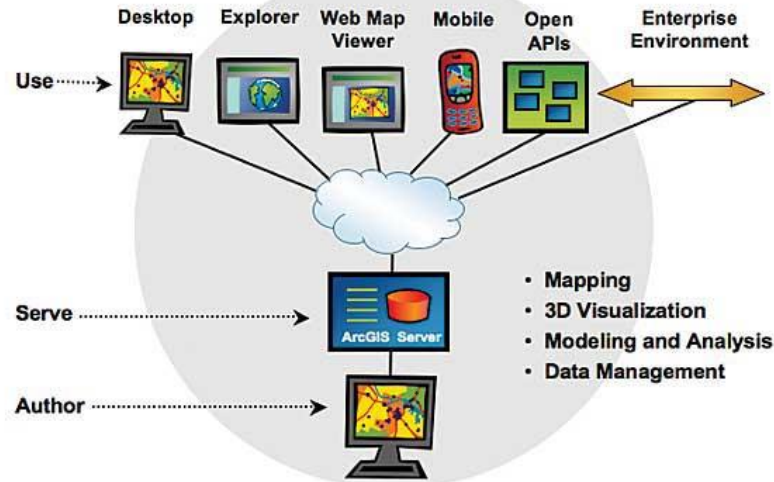 Desktop
Explorer
Web Map
Viewer
Mobile
Open
APIs
Enterprise
Environment
Use
Serve
ArcGIS Server
• Mapping
• 3D Visualization
• Modeling and Analysis
• Data Management
Author